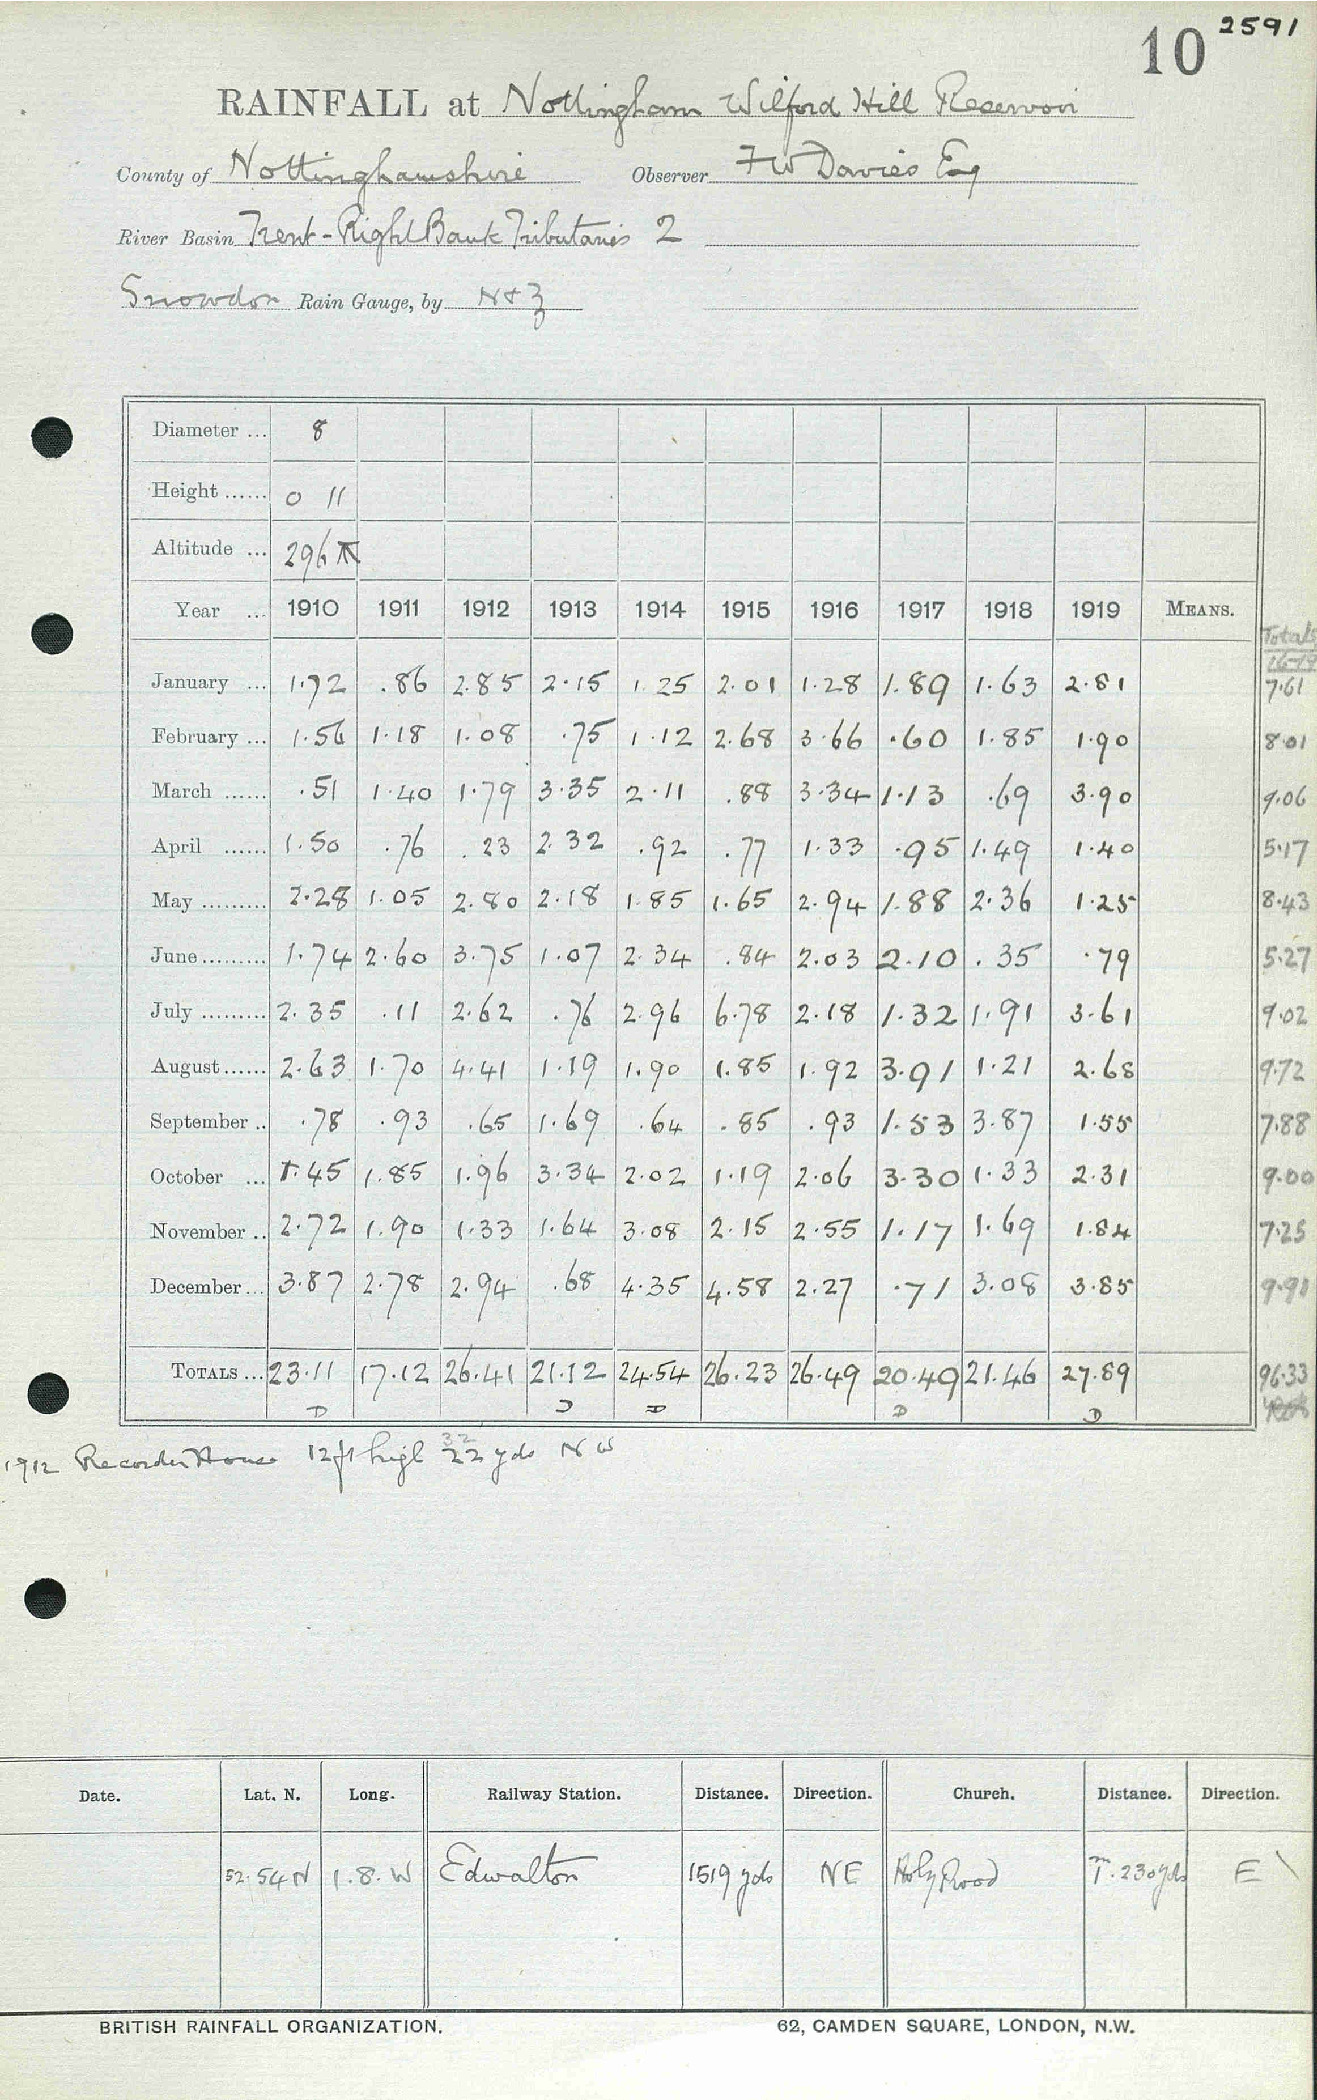 10 2591
RAINFALL at Nottingham Wilford Hill Reservoir
County of Nottinghamshire Observer F W Davies Esq
River Basin Trent - Right Bank Tributaries 2
Snowdon Rain Gauge, by N & Z
Diameter ... 8
Height ...... 0 11
Altitude ... 296
Year ... 1910 1911 1912 1913 1914 1915 1916 1917 1918 1919 MEANS. Totals
16-19
January ... 1.72 .86 2.85 2.15 1.25 2.01 1.28 1.89 1.63 2.81 7.61
February ... 1.56 1.18 1.08 .75 1.12 2.68 3.66 .60 1.85 1.90 8.01
March ...... .51 1.40 1.79 3.35 2.11 .88 3.34 1.13 .69 3.90 9.06
April ...... 1.50 .76 .23 2.32 .92 .77 1.33 .95 1.49 1.40 5.17
May ......... 2.28 1.05 2.80 2.18 1.85 1.65 2.94 1.88 2.36 1.25 8.43
June ......... 1.74 2.60 3.75 1.07 2.34 .84 2.03 2.10 .35 .79 5.27
July ......... 2.35 .11 2.62 .76 2.96 6.78 2.18 1.32 1.91 3.61 9.02
August ...... 2.63 1.70 4.41 1.19 1.90 1.85 1.92 3.91 1.21 2.68 9.72
September .. .78 .93 .65 1.69 .64 .85 .93 1.53 3.87 1.55 7.88
October ... 1.45 1.85 1.96 3.34 2.02 1.19 2.06 3.30 1.33 2.31 9.00
November .. 2.72 1.90 1.33 1.64 3.08 2.15 2.55 1.17 1.69 1.84 7.25
December ... 3.87 2.78 2.94 .68 4.35 4.58 2.27 .71 3.08 3.85 9.91
TOTALS ... 23.11 17.12 26.41 21.12 24.54 26.23 26.49 20.49 21.46 27.89 96.33
D D D D D
1912 Recorder House 12ft high 22 yds N W
32
Date. Lat. N. Long. Railway Station. Distance. Direction. Church. Distance. Direction.
52.54 N 1.8.W Edwalton 1519 yds NE Holy Rood 1m.230yds E
BRITISH RAINFALL ORGANIZATION. 62, CAMDEN SQUARE, LONDON, N.W.